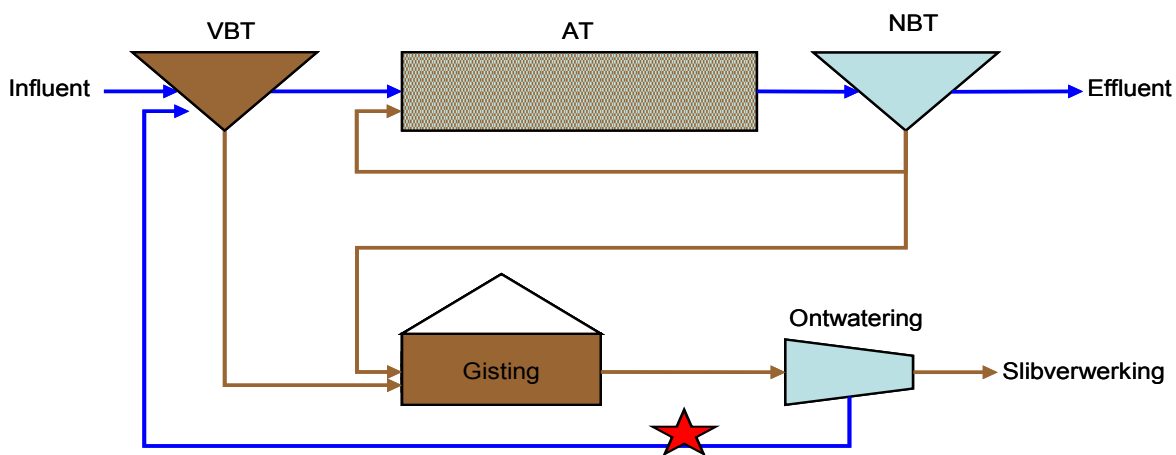 VBT
AT
NBT
Influent
Effluent
Ontwatering
Gisting
Slibverwerking